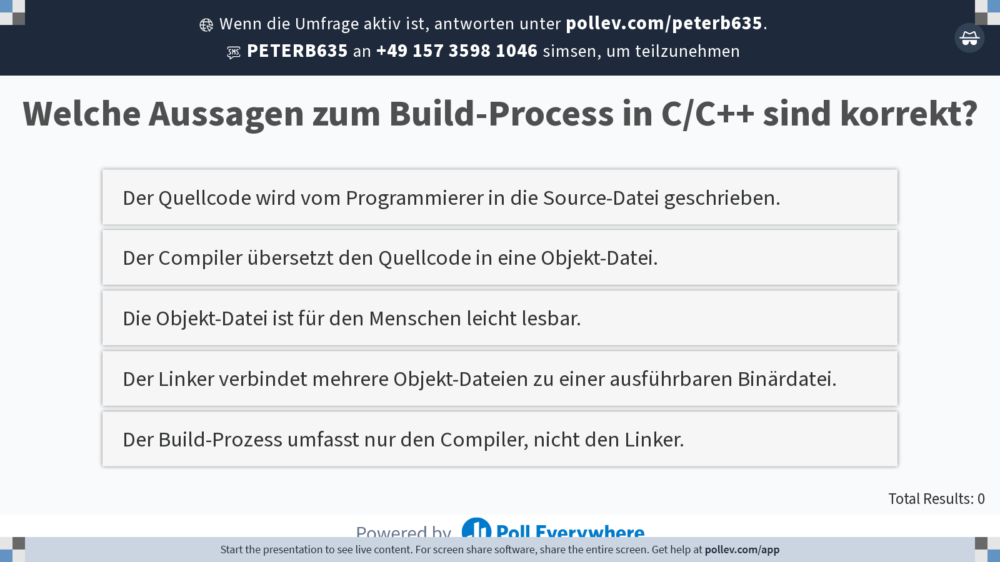 Wenn die Umfrage aktiv ist, antworten unter pollev.com/peterb635.
SMS PETERB635 an +49 157 3598 1046 simsen, um teilzunehmen
Welche Aussagen zum Build-Process in C/C++ sind korrekt?
Der Quellcode wird vom Programmierer in die Source-Datei geschrieben.
Der Compiler übersetzt den Quellcode in eine Objekt-Datei.
Die Objekt-Datei ist für den Menschen leicht lesbar.
Der Linker verbindet mehrere Objekt-Dateien zu einer ausführbaren Binärdatei.
Der Build-Prozess umfasst nur den Compiler, nicht den Linker.
Total Results: 0
Powered by Poll Everywhere
Start the presentation to see live content. For screen share software, share the entire screen. Get help at pollev.com/app